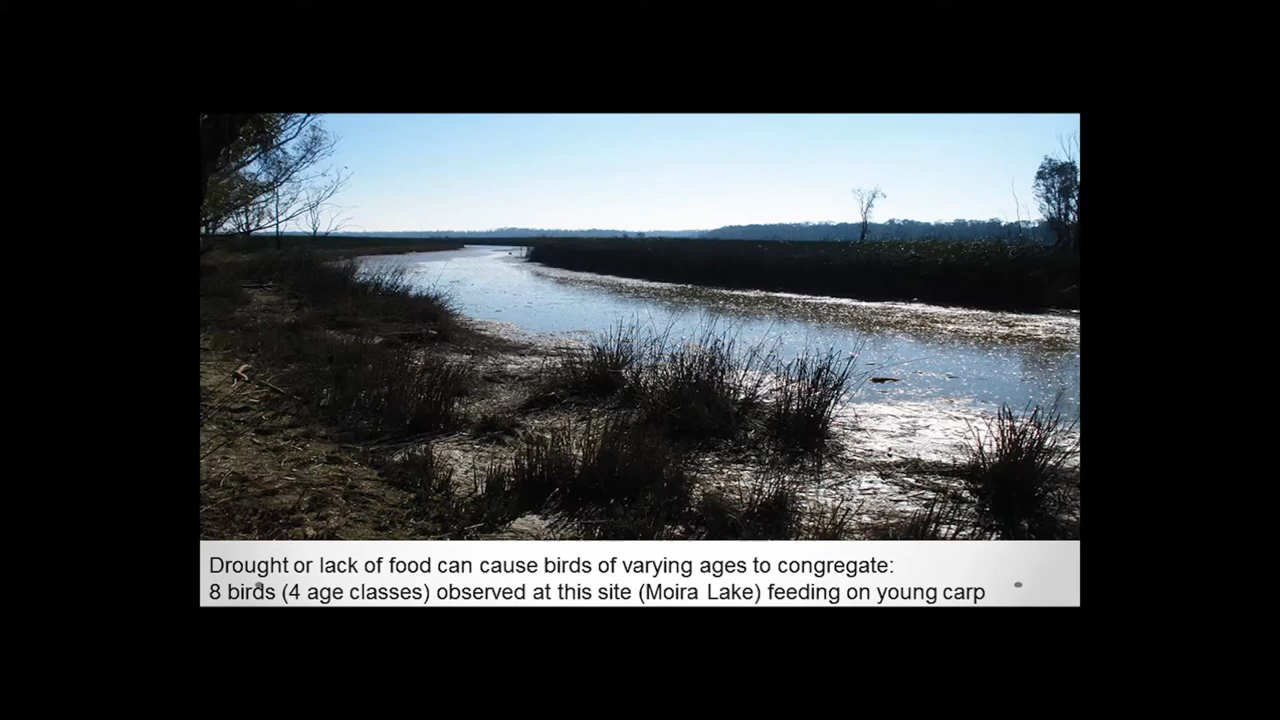 Drought or lack of food can cause birds of varying ages to congregate:
8 birds (4 age classes) observed at this site (Moira Lake) feeding on young carp